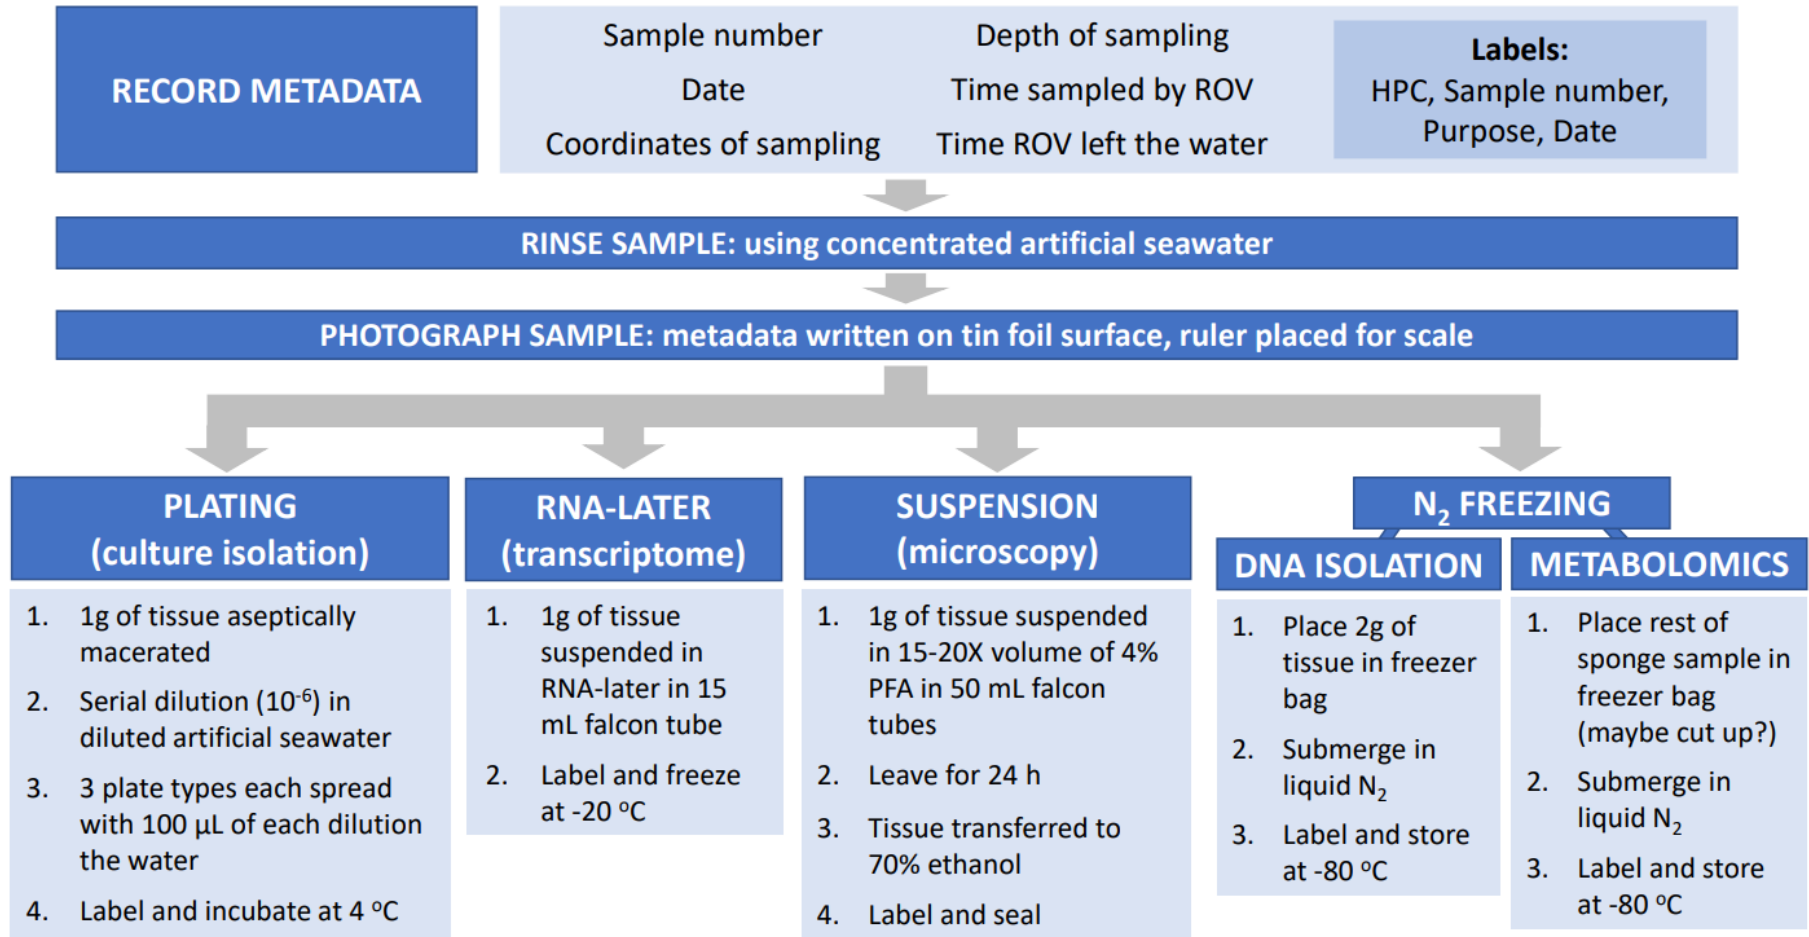 RECORD METADATA
Sample number
Date
Coordinates of sampling
Depth of sampling
Time sampled by ROV
Time ROV left the water
Labels:
HPC, Sample number,
Purpose, Date
RINSE SAMPLE: using concentrated artificial seawater
PHOTOGRAPH SAMPLE: metadata written on tin foil surface, ruler placed for scale
PLATING
(culture isolation)
1. 1g of tissue aseptically
macerated
2. Serial dilution (10⁻⁶) in
diluted artificial seawater
3. 3 plate types each spread
with 100 µL of each dilution
the water
4. Label and incubate at 4 °C
RNA-LATER
(transcriptome)
1. 1g of tissue
suspended in
RNA-later in 15
mL falcon tube
2. Label and freeze
at -20 °C
SUSPENSION
(microscopy)
1. 1g of tissue suspended
in 15-20X volume of 4%
PFA in 50 mL falcon
tubes
2. Leave for 24 h
3. Tissue transferred to
70% ethanol
4. Label and seal
N₂ FREEZING
DNA ISOLATION
1. Place 2g of
tissue in freezer
bag
2. Submerge in
liquid N₂
3. Label and store
at -80 °C
METABOLOMICS
1. Place rest of
sponge sample in
freezer bag
(maybe cut up?)
2. Submerge in
liquid N₂
3. Label and store
at -80 °C